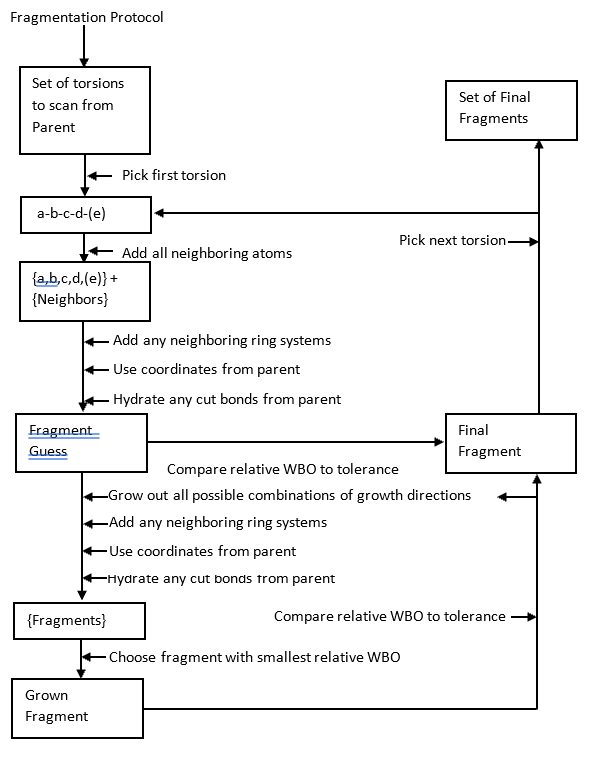 Fragmentation Protocol
Set of torsions
to scan from
Parent
Set of Final
Fragments
Pick first torsion
a-b-c-d-(e)
Pick next torsion
Add all neighboring atoms
{a,b,c,d,(e)} +
{Neighbors}
Add any neighboring ring systems
Use coordinates from parent
Hydrate any cut bonds from parent
Fragment
Guess
Final
Fragment
Compare relative WBO to tolerance
Grow out all possible combinations of growth directions
Add any neighboring ring systems
Use coordinates from parent
Hydrate any cut bonds from parent
{Fragments}
Compare relative WBO to tolerance
Choose fragment with smallest relative WBO
Grown
Fragment